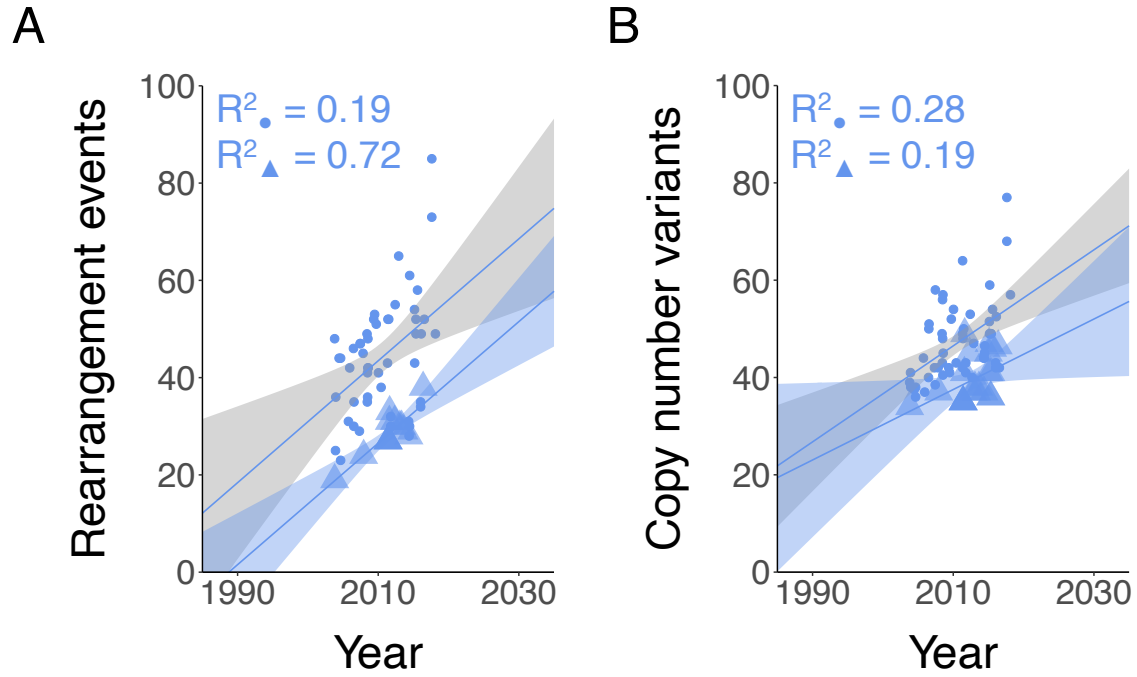 A
Rearrangement events
100
80
60
40
20
0
R² ● = 0.19
R² ▲ = 0.72
1990 2010 2030
Year
B
Copy number variants
100
80
60
40
20
0
R² ● = 0.28
R² ▲ = 0.19
1990 2010 2030
Year